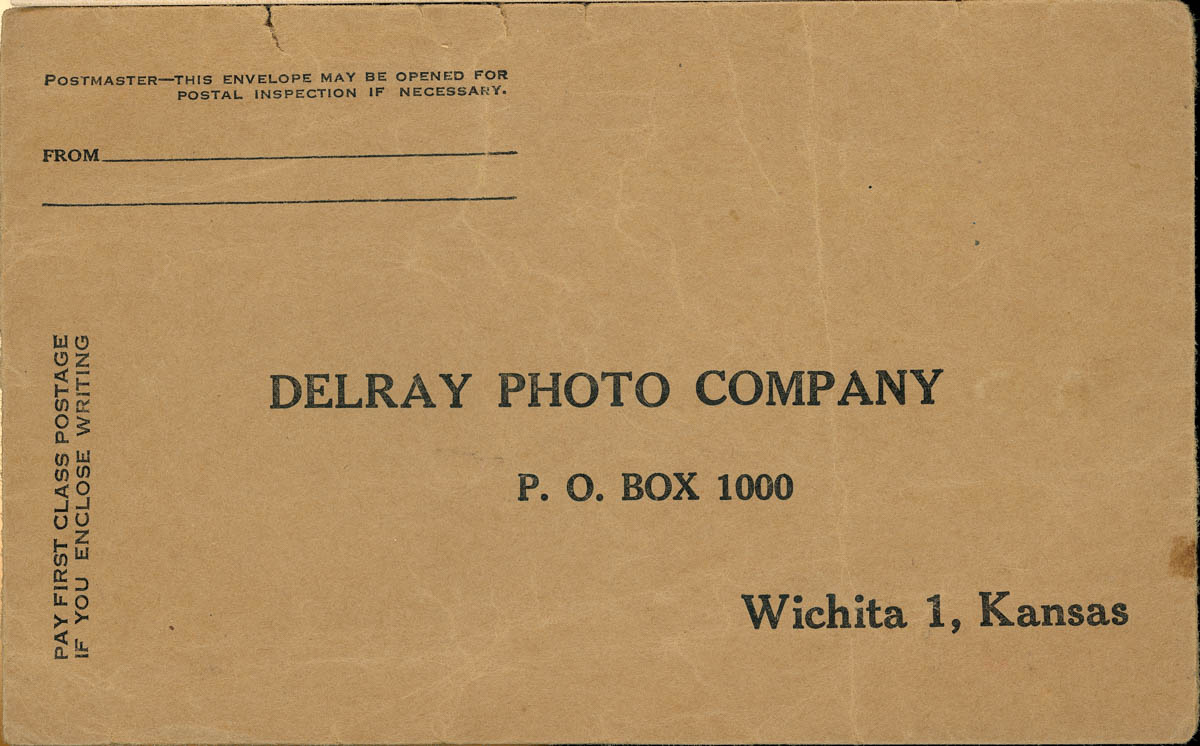 POSTMASTER—THIS ENVELOPE MAY BE OPENED FOR
POSTAL INSPECTION IF NECESSARY.
FROM
PAY FIRST CLASS POSTAGE
IF YOU ENCLOSE WRITING
DELRAY PHOTO COMPANY
P. O. BOX 1000
Wichita 1, Kansas